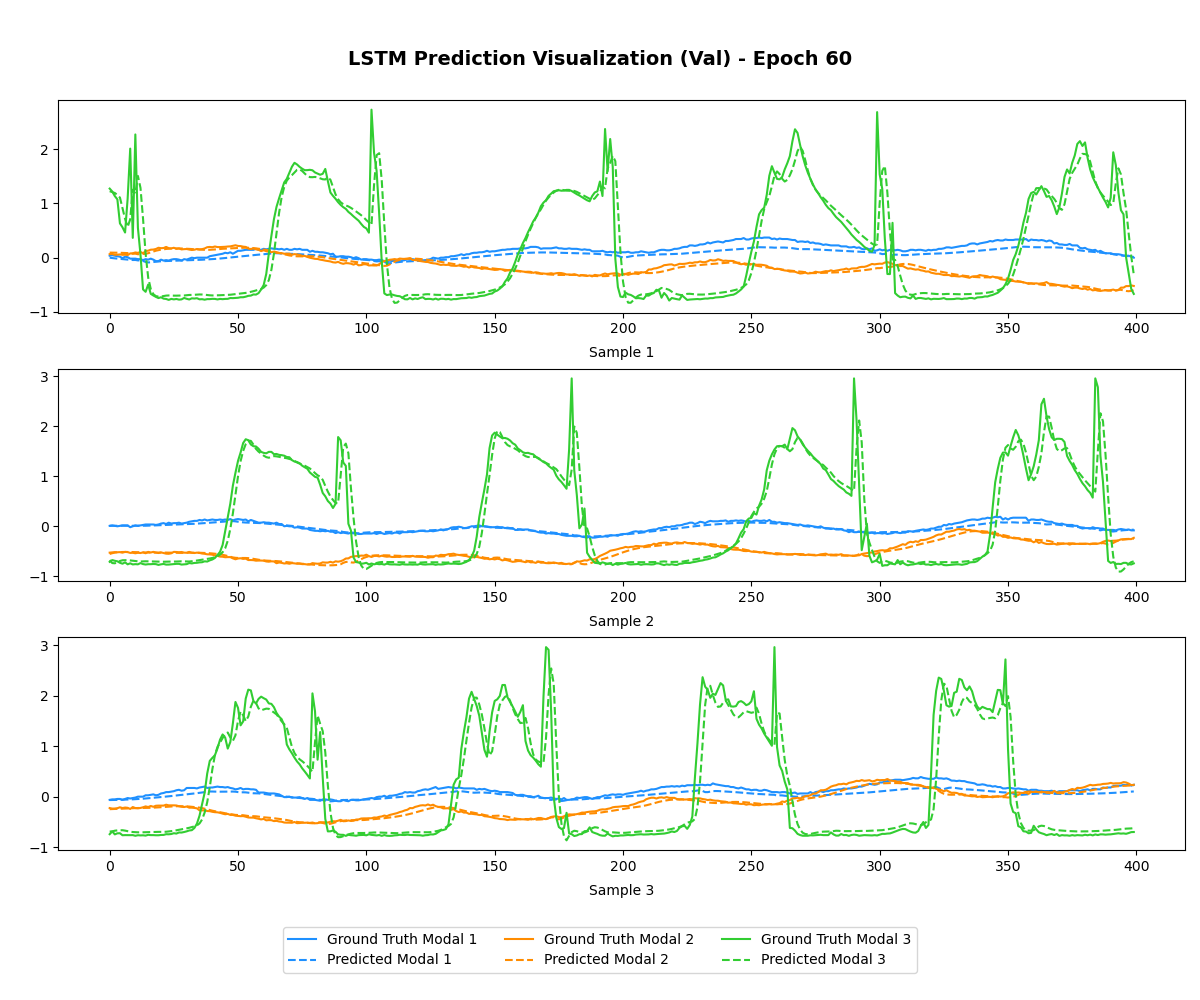 LSTM Prediction Visualization (Val) - Epoch 60
2
1
0
−1
0 50 100 150 200 250 300 350 400
Sample 1
3
2
1
0
−1
0 50 100 150 200 250 300 350 400
Sample 2
3
2
1
0
−1
0 50 100 150 200 250 300 350 400
Sample 3
Ground Truth Modal 1 Ground Truth Modal 2 Ground Truth Modal 3
Predicted Modal 1 Predicted Modal 2 Predicted Modal 3